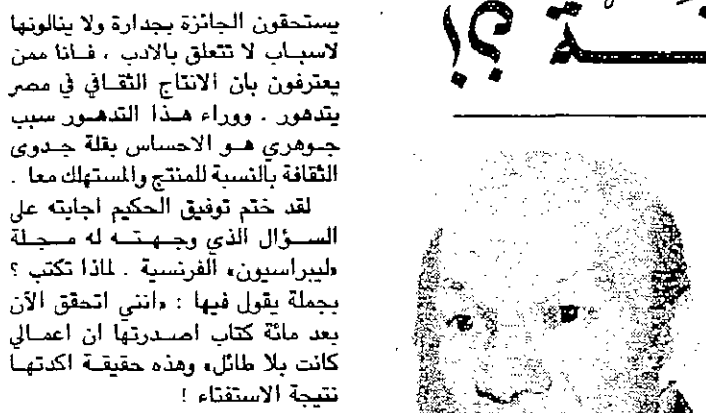 ـــة ؟!
يستحقون الجائزة بجدارة ولا ينالونها
لاسباب لا تتعلق بالادب ، فانا ممن
يعترفون بان الانتاج الثقافي في مصر
يتدهور . ووراء هذا التدهور سبب
جوهري هو الاحساس بقلة جدوى
الثقافة بالنسبة للمنتج والمستهلك معا .
لقد ختم توفيق الحكيم اجابته على
السؤال الذي وجهته له مجلة
«ليبراسيون» الفرنسية . لماذا تكتب ؟
بجملة يقول فيها : «انني اتحقق الآن
بعد مائة كتاب اصدرتها ان اعمالي
كانت بلا طائل» وهذه حقيقة اكدتها
نتيجة الاستفتاء !